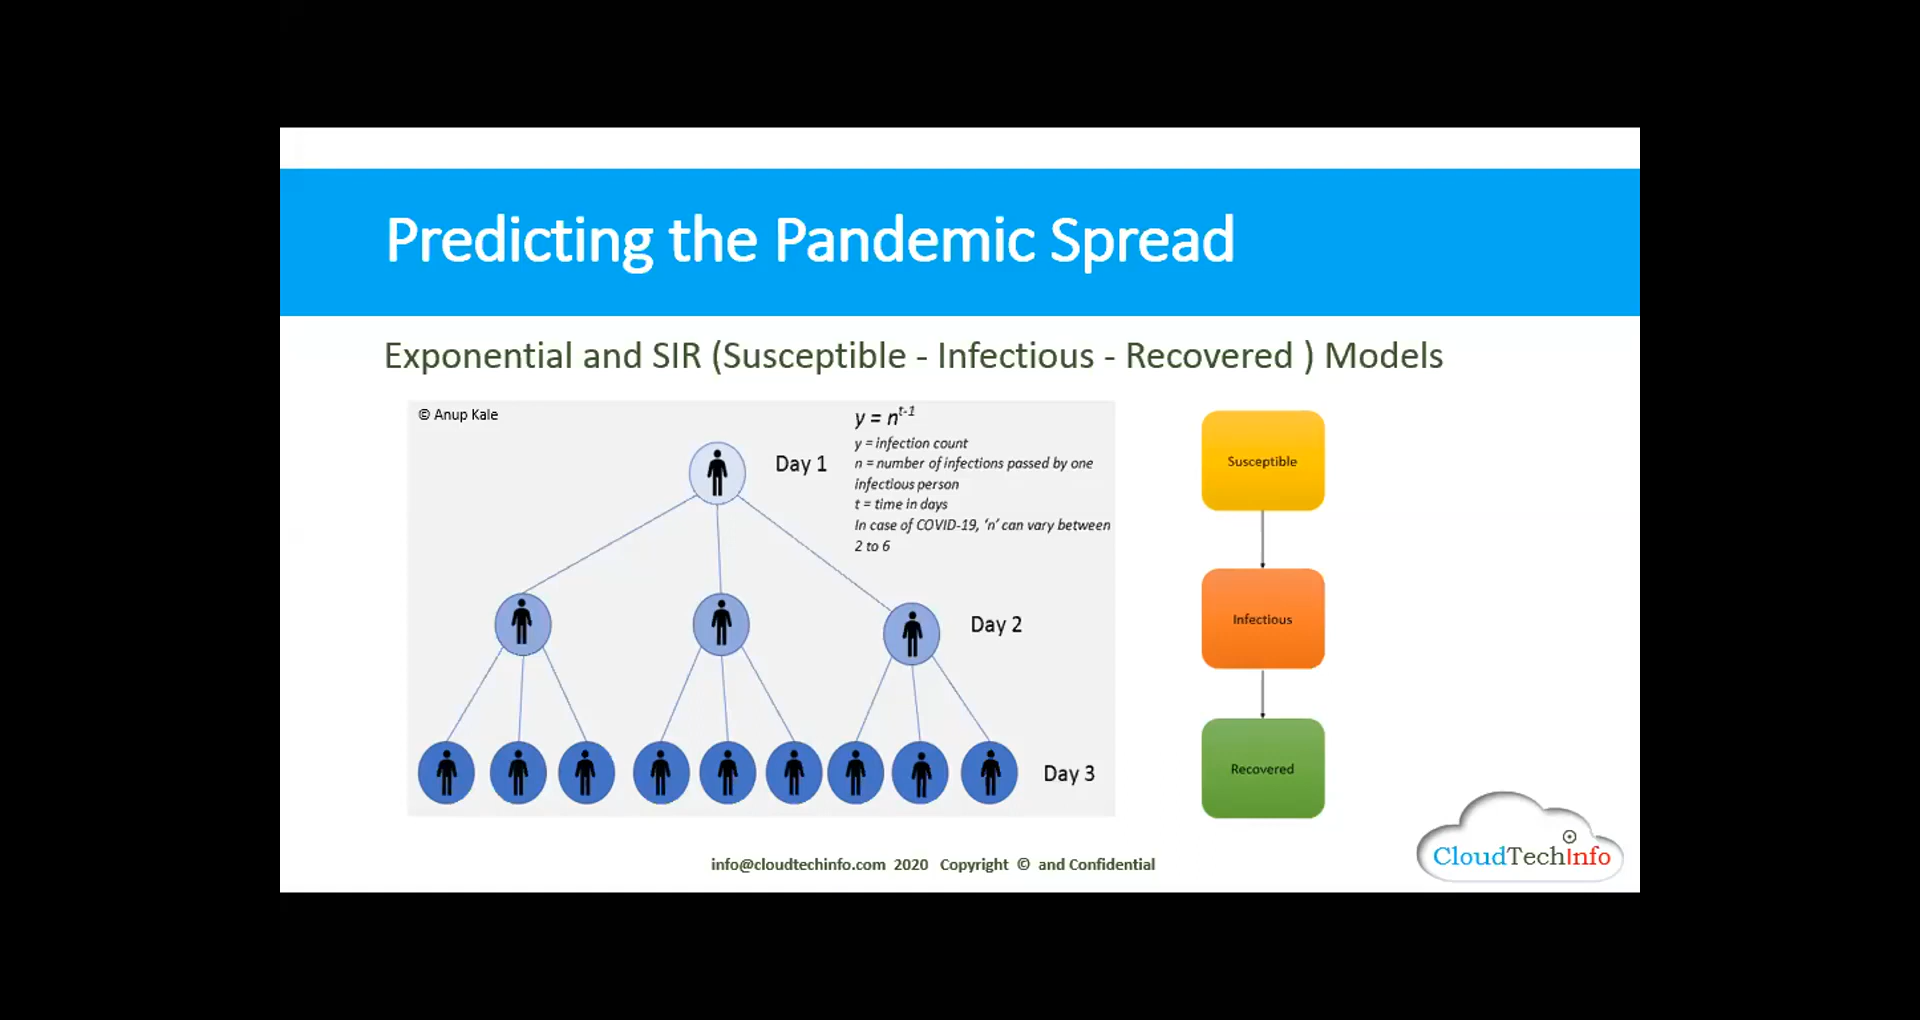 Predicting the Pandemic Spread
Exponential and SIR (Susceptible - Infectious - Recovered ) Models
© Anup Kale
y = n^t-1
y = infection count
n = number of infections passed by one
infectious person
t = time in days
In case of COVID-19, ‘n’ can vary between
2 to 6
Day 1
Day 2
Day 3
Susceptible
Infectious
Recovered
info@cloudtechinfo.com 2020 Copyright © and Confidential
CloudTechInfo